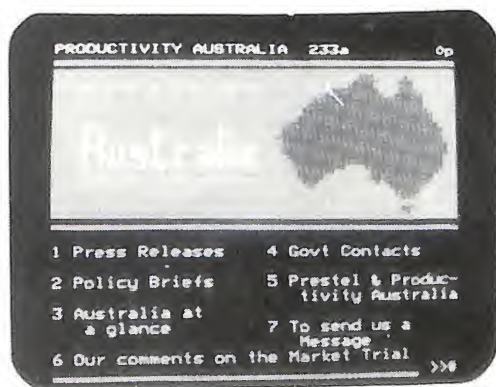 PRODUCTIVITY AUSTRALIA 233a 0p
Australia
1 Press Releases
2 Policy Briefs
3 Australia at
a glance
4 Govt Contacts
5 Prestel & Produc-
tivity Australia
7 To send us a
Message
6 Our comments on the Market Trial
>>#